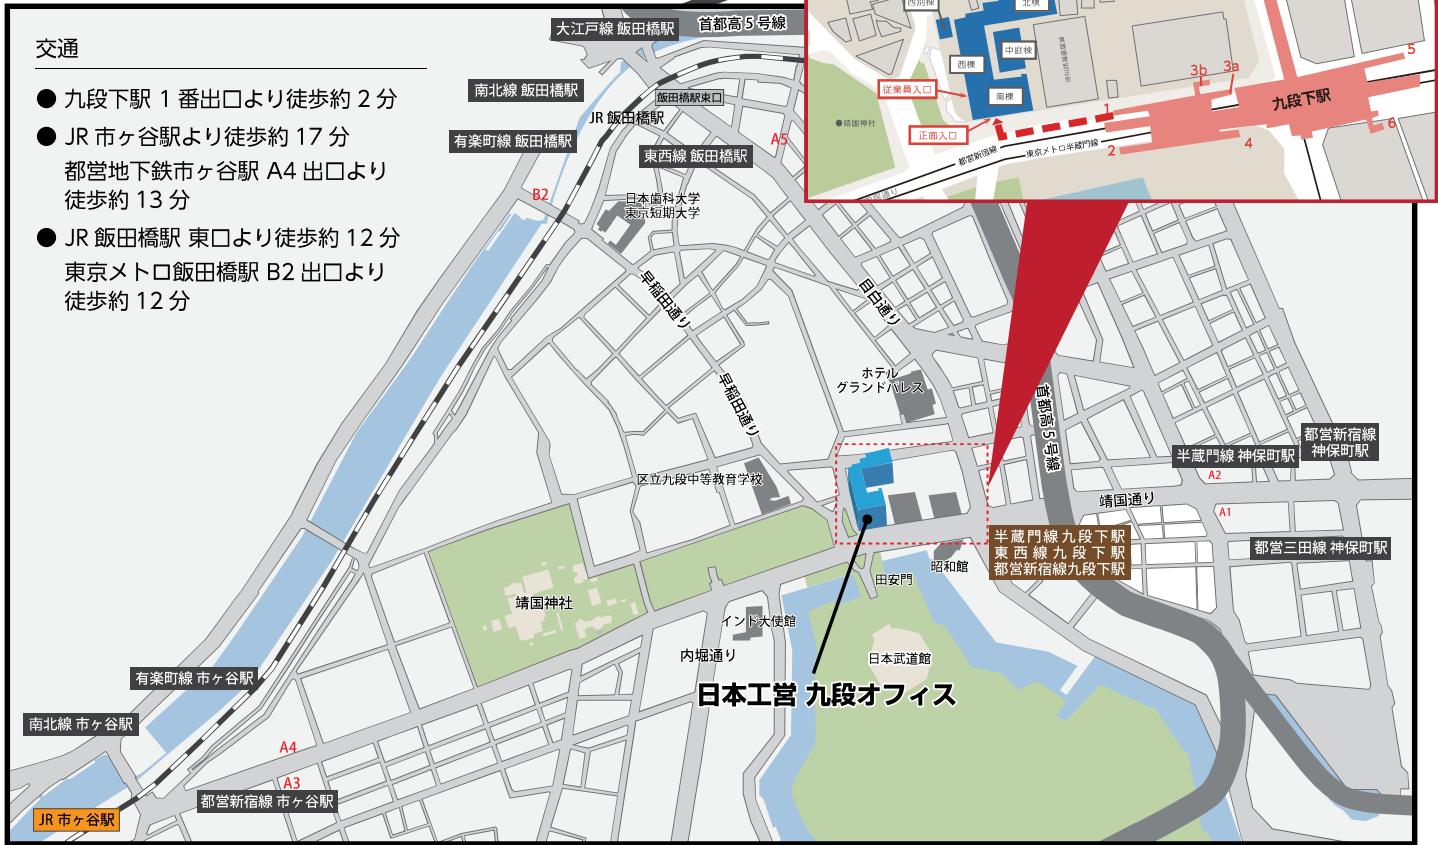 交通
● 九段下駅 1 番出口より徒歩約 2 分
● JR 市ヶ谷駅より徒歩約 17 分
都営地下鉄市ヶ谷駅 A4 出口より
徒歩約 13 分
● JR 飯田橋駅 東口より徒歩約 12 分
東京メトロ飯田橋駅 B2 出口より
徒歩約 12 分
大江戸線 飯田橋駅
首都高５号線
南北線 飯田橋駅
飯田橋駅東口
JR 飯田橋駅
有楽町線 飯田橋駅
東西線 飯田橋駅
A5
B2
日本歯科大学
東京短期大学
早稲田通り
目白通り
早稲田通り
ホテル
グランドパレス
首都高５号線
区立九段中等教育学校
半蔵門線 神保町駅
都営新宿線
神保町駅
A2
靖国通り
A1
都営三田線 神保町駅
半蔵門線九段下駅
東西線九段下駅
都営新宿線九段下駅
昭和館
田安門
靖国神社
インド大使館
内堀通り
日本武道館
日本工営 九段オフィス
有楽町線 市ヶ谷駅
南北線 市ヶ谷駅
A4
A3
都営新宿線 市ヶ谷駅
JR 市ヶ谷駅
西別棟
北棟
中庭棟
西棟
南棟
従業員入口
正面入口
●靖国神社
都営新宿線
東京メトロ半蔵門線
九段下駅
1
2
3b
3a
4
5
6